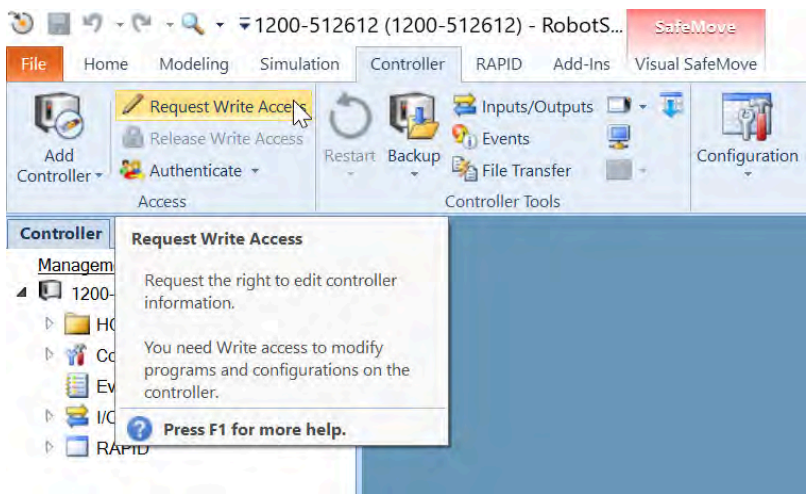 1200-512612 (1200-512612) - RobotS...
SafeMove
File Home Modeling Simulation Controller RAPID Add-Ins Visual SafeMove
Request Write Access
Release Write Access
Authenticate
Add
Controller
Access
Restart
Backup
Inputs/Outputs
Events
File Transfer
Controller Tools
Configuration
Controller
Managem
1200-
HO
Co
Ev
I/O
RAPID
Request Write Access
Request the right to edit controller
information.
You need Write access to modify
programs and configurations on the
controller.
Press F1 for more help.